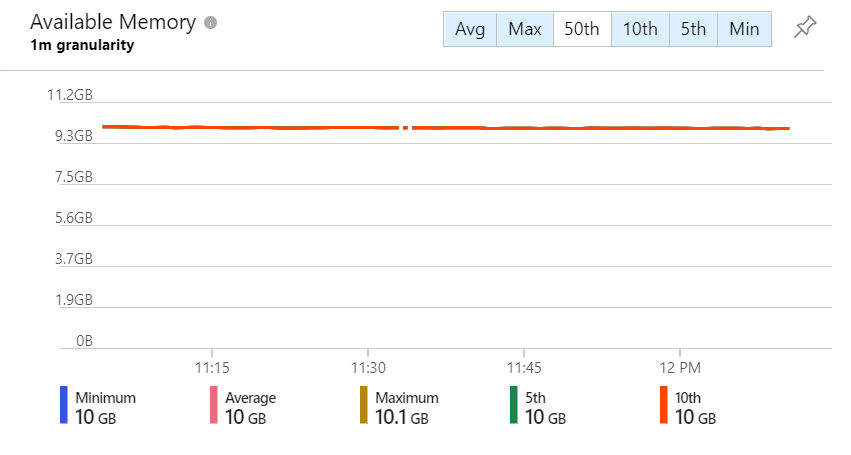 Available Memory
1m granularity
Avg Max 50th 10th 5th Min
11.2GB
9.3GB
7.5GB
5.6GB
3.7GB
1.9GB
0B
11:15 11:30 11:45 12 PM
Minimum Average Maximum 5th 10th
10 GB 10 GB 10.1 GB 10 GB 10 GB